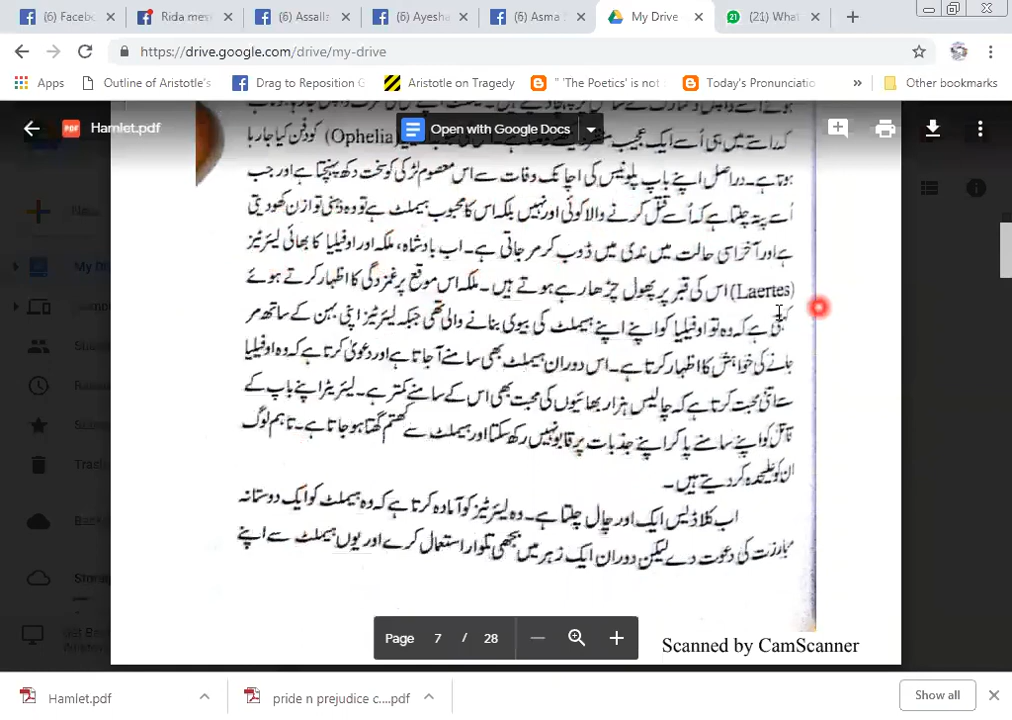 (6) Facebo
Rida mes
(6) Assala
(6) Ayesha
(6) Asma
My Drive
(21) What
https://drive.google.com/drive/my-drive
Apps
Outline of Aristotle's
Drag to Reposition
Aristotle on Tragedy
" 'The Poetics' is not
Today's Pronunciatio
»
Other bookmarks
Hamlet.pdf
Open with Google Docs
کہ راستے میں ہی اُسے ایک عجیب (Ophelia) کو دفن کیا جا رہا
ہوتا ہے۔ دراصل اپنے باپ پلونیس کی اچانک وفات سے اس معصوم لڑکی کو سخت دکھ پہنچتا ہے اور جب
اُسے پتہ چلتا ہے کہ اُسے قتل کرنے والا کوئی اور نہیں بلکہ اس کا محبوب ہیملٹ ہے تو وہ ذہنی توازن کھو دیتی
ہے اور آخر اسی حالت میں ندی میں ڈوب کر مر جاتی ہے۔ اب بادشاہ، ملکہ اور اوفیلیا کا بھائی لیئرٹیز
(Laertes) اس کی قبر پر پھول چڑھا رہے ہوتے ہیں۔ ملکہ اس موقع پر غمزدگی کا اظہار کرتے ہوئے
کہتی ہے کہ وہ تو اوفیلیا کو اپنے اپنے ہیملٹ کی بیوی بنانے والی تھی جبکہ لیئرٹیز اپنی بہن کے ساتھ مر
جانے کی خواہش کا اظہار کرتا ہے۔ اس دوران ہیملٹ بھی سامنے آ جاتا ہے اور دعویٰ کرتا ہے کہ وہ اوفیلیا
سے اتنی محبت کرتا ہے کہ چالیس ہزار بھائیوں کی محبت بھی اس کے سامنے کمتر ہے۔ لیئریٹز اپنے باپ کے
قاتل کو اپنے سامنے پا کر اپنے جذبات پر قابو نہیں رکھ سکتا اور ہیملٹ سے گھتم گھتا ہو جاتا ہے۔ تاہم لوگ
ان کو علیحدہ کر دیتے ہیں۔
اب کلاڈیس ایک اور چال چلتا ہے۔ وہ لیئرٹیز کو آمادہ کرتا ہے کہ وہ ہیملٹ کو ایک دوستانہ
مبارزت کی دعوت دے لیکن دوران ایک زہر میں بجھی تلوار استعمال کرے اور یوں ہیملٹ سے اپنے
Page 7 / 28
Scanned by CamScanner
Hamlet.pdf
pride n prejudice c....pdf
Show all